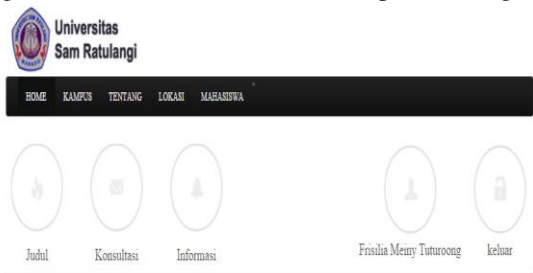 Universitas
Sam Ratulangi
HOME KAMPUS TENTANG LOKASI MAHASISWA
Judul Konsultasi Informasi Frisilia Meiny Tuturoong keluar